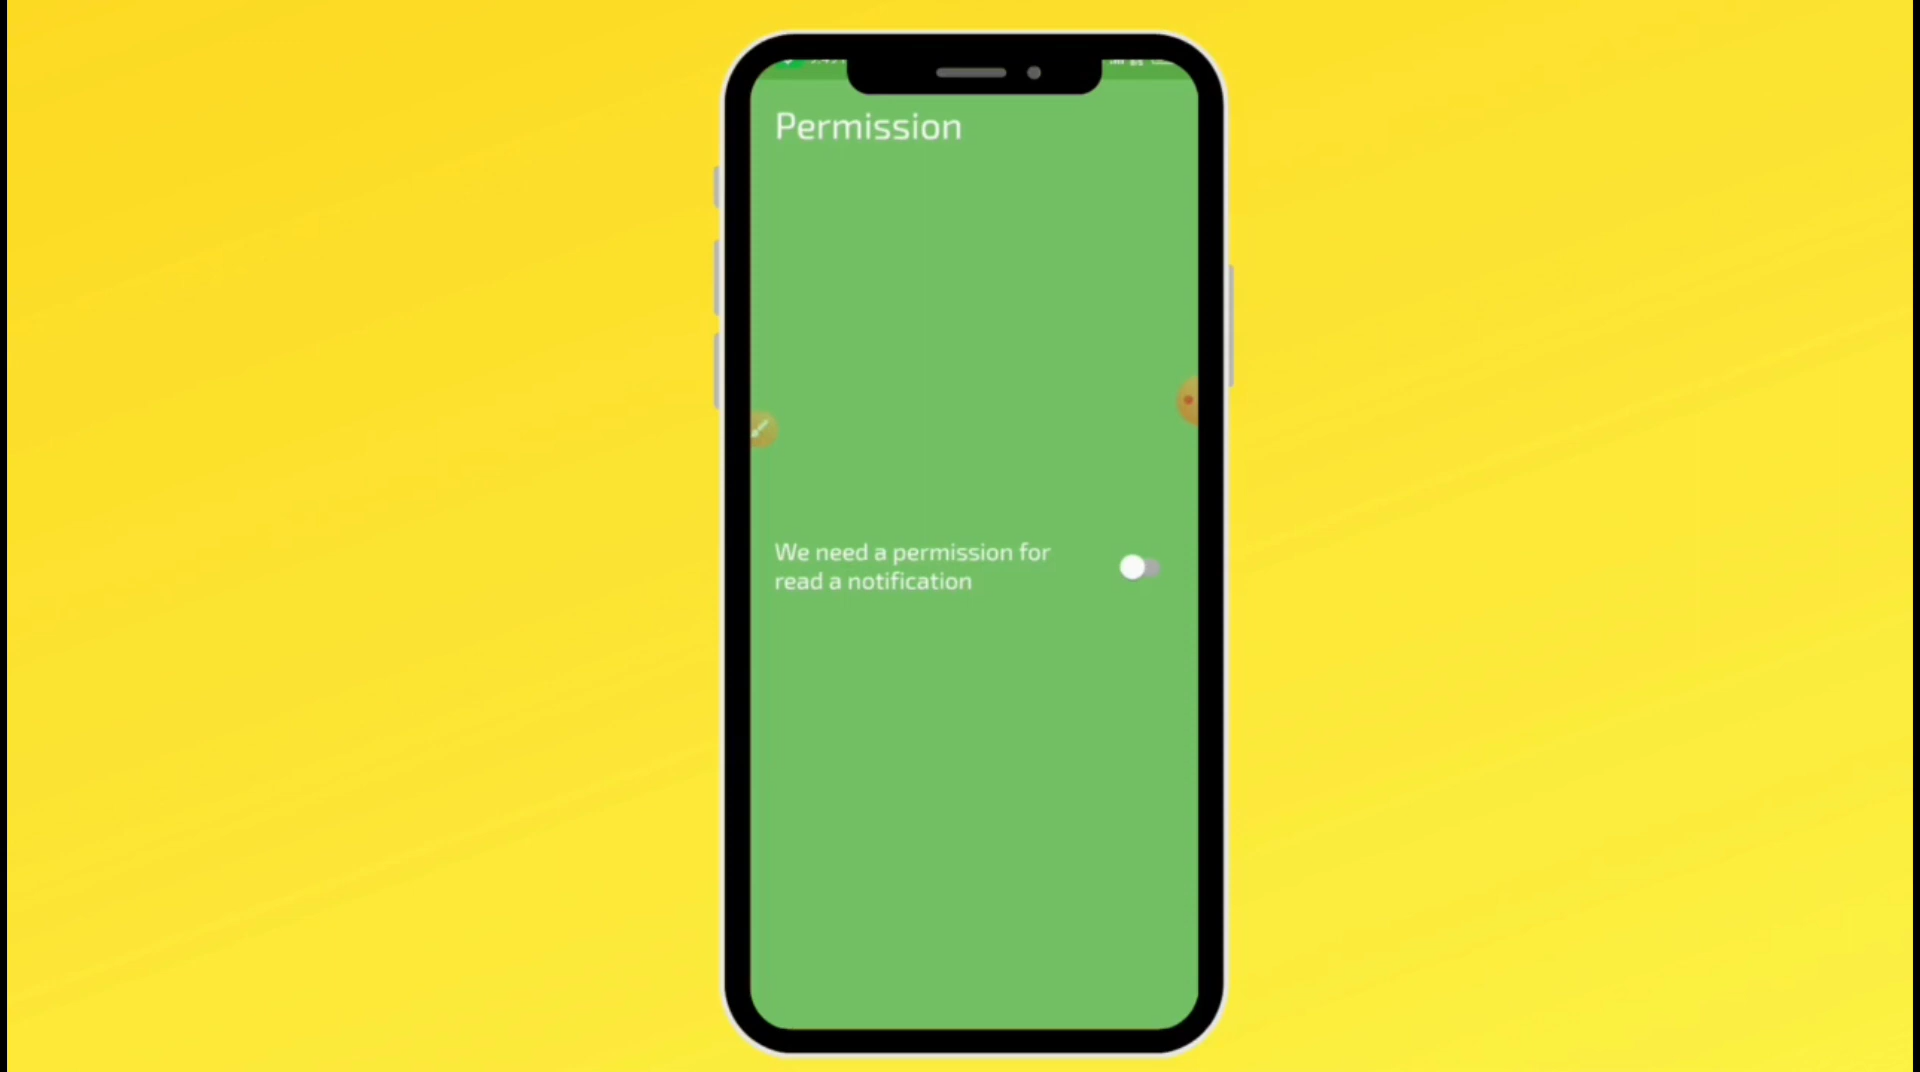 Permission
We need a permission for
read a notification